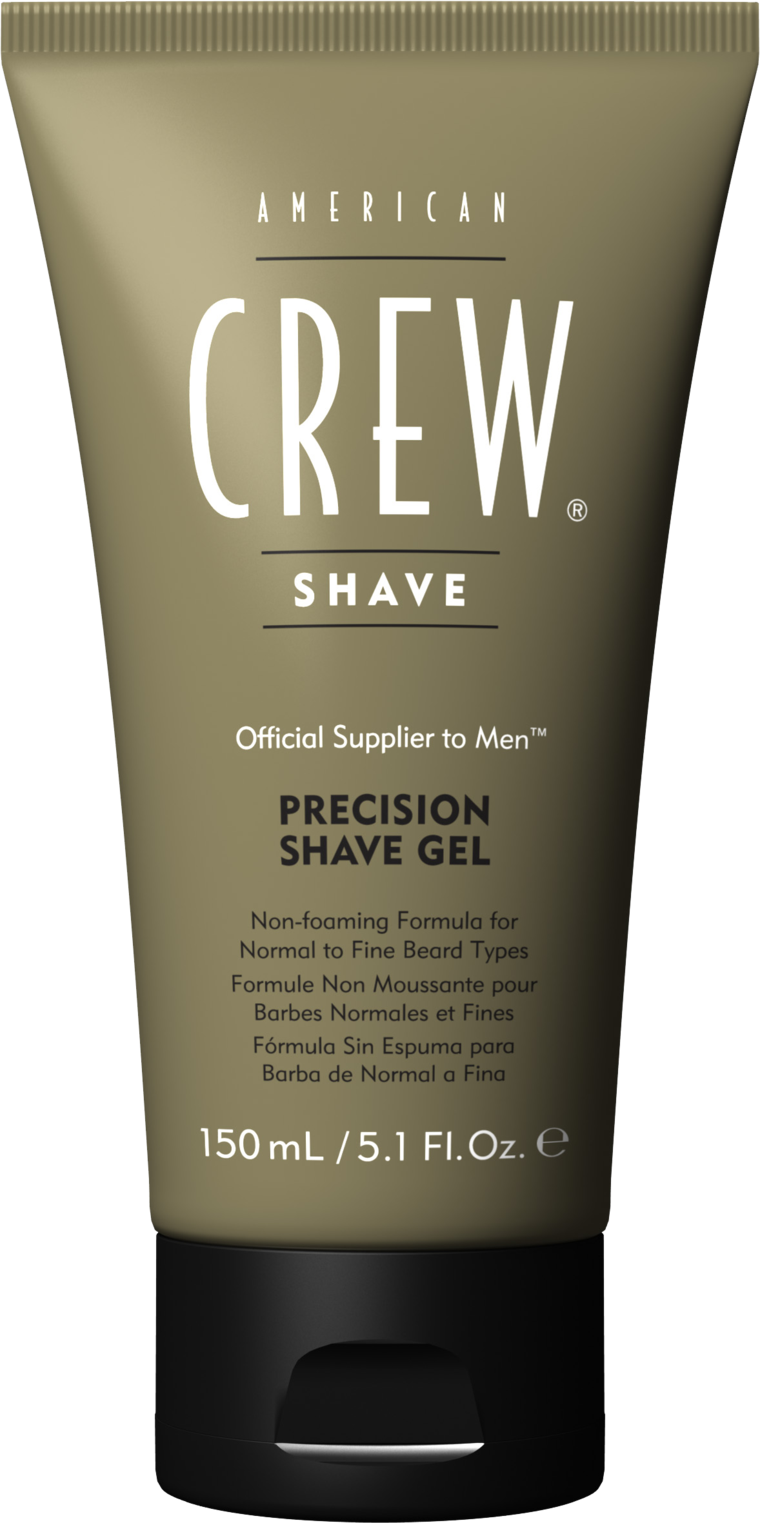 AMERICAN
CREW®
SHAVE
Official Supplier to Men™
PRECISION
SHAVE GEL
Non-foaming Formula for
Normal to Fine Beard Types
Formule Non Moussante pour
Barbes Normales et Fines
Fórmula Sin Espuma para
Barba de Normal a Fina
150 mL / 5.1 Fl. Oz. ℮